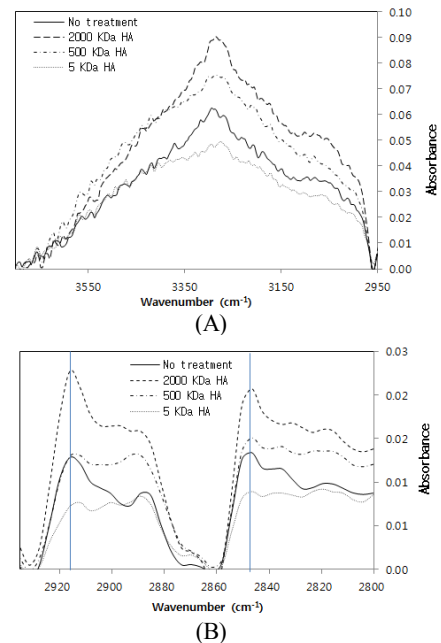 No treatment
2000 KDa HA
500 KDa HA
5 KDa HA
0.10
0.09
0.08
0.07
0.06
0.05
0.04
0.03
0.02
0.01
0.00
Absorbance
3550 3350 3150 2950
Wavenumber (cm-1)
(A)
No treatment
2000 KDa HA
500 KDa HA
5 KDa HA
0.03
0.02
0.02
0.01
0.01
0.00
Absorbance
2920 2900 2880 2860 2840 2820 2800
Wavenumber (cm-1)
(B)